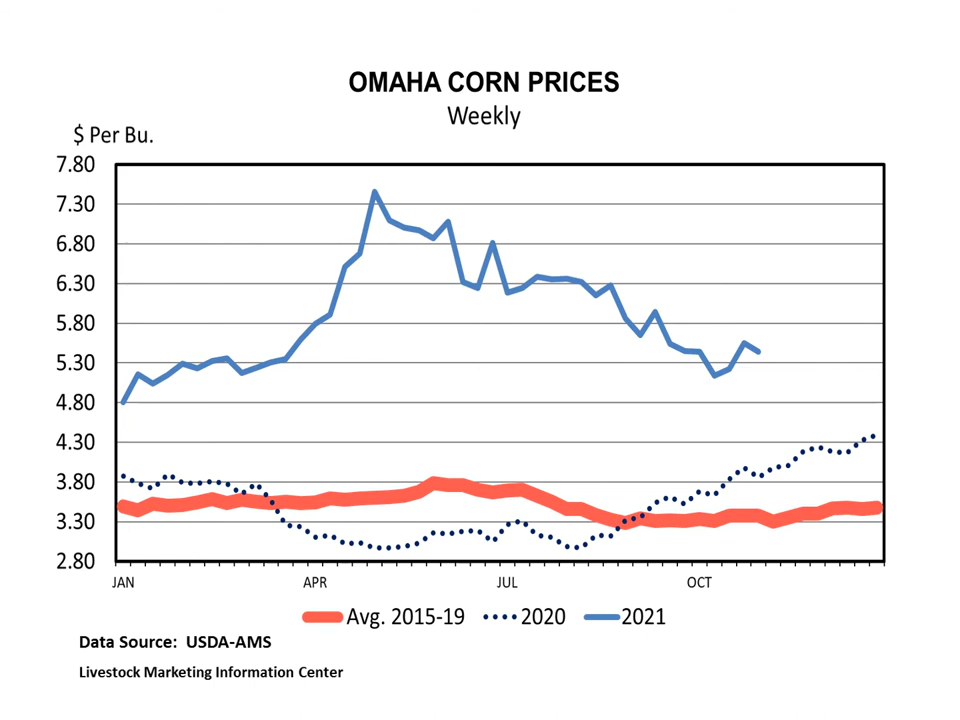 OMAHA CORN PRICES
Weekly
$ Per Bu.
7.80
7.30
6.80
6.30
5.80
5.30
4.80
4.30
3.80
3.30
2.80
JAN APR JUL OCT
Avg. 2015-19 2020 2021
Data Source: USDA-AMS
Livestock Marketing Information Center